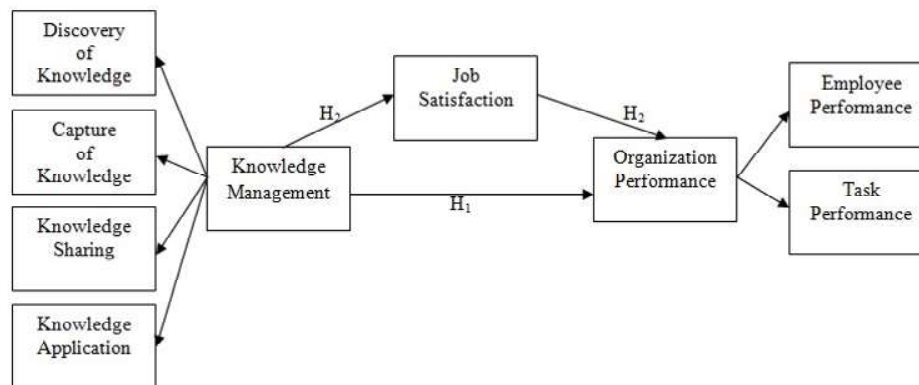 Discovery
of
Knowledge
Capture
of
Knowledge
Knowledge
Sharing
Knowledge
Application
Knowledge
Management
H2
Job
Satisfaction
H2
H1
Organization
Performance
Employee
Performance
Task
Performance